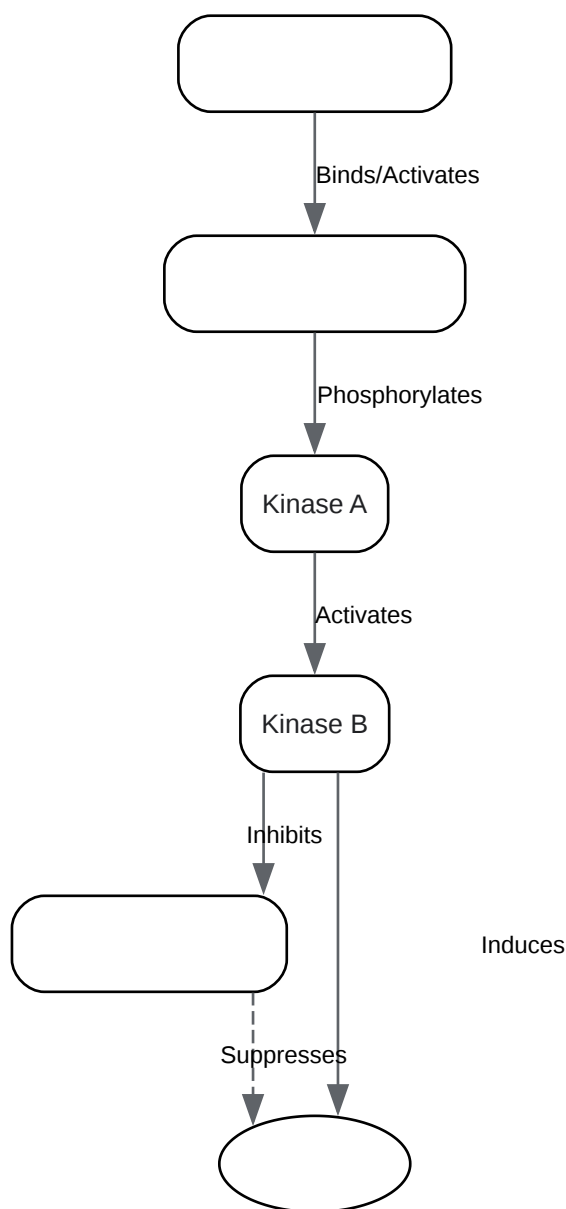 Binds/Activates
Phosphorylates
Kinase A
Activates
Kinase B
Inhibits
Induces
Suppresses